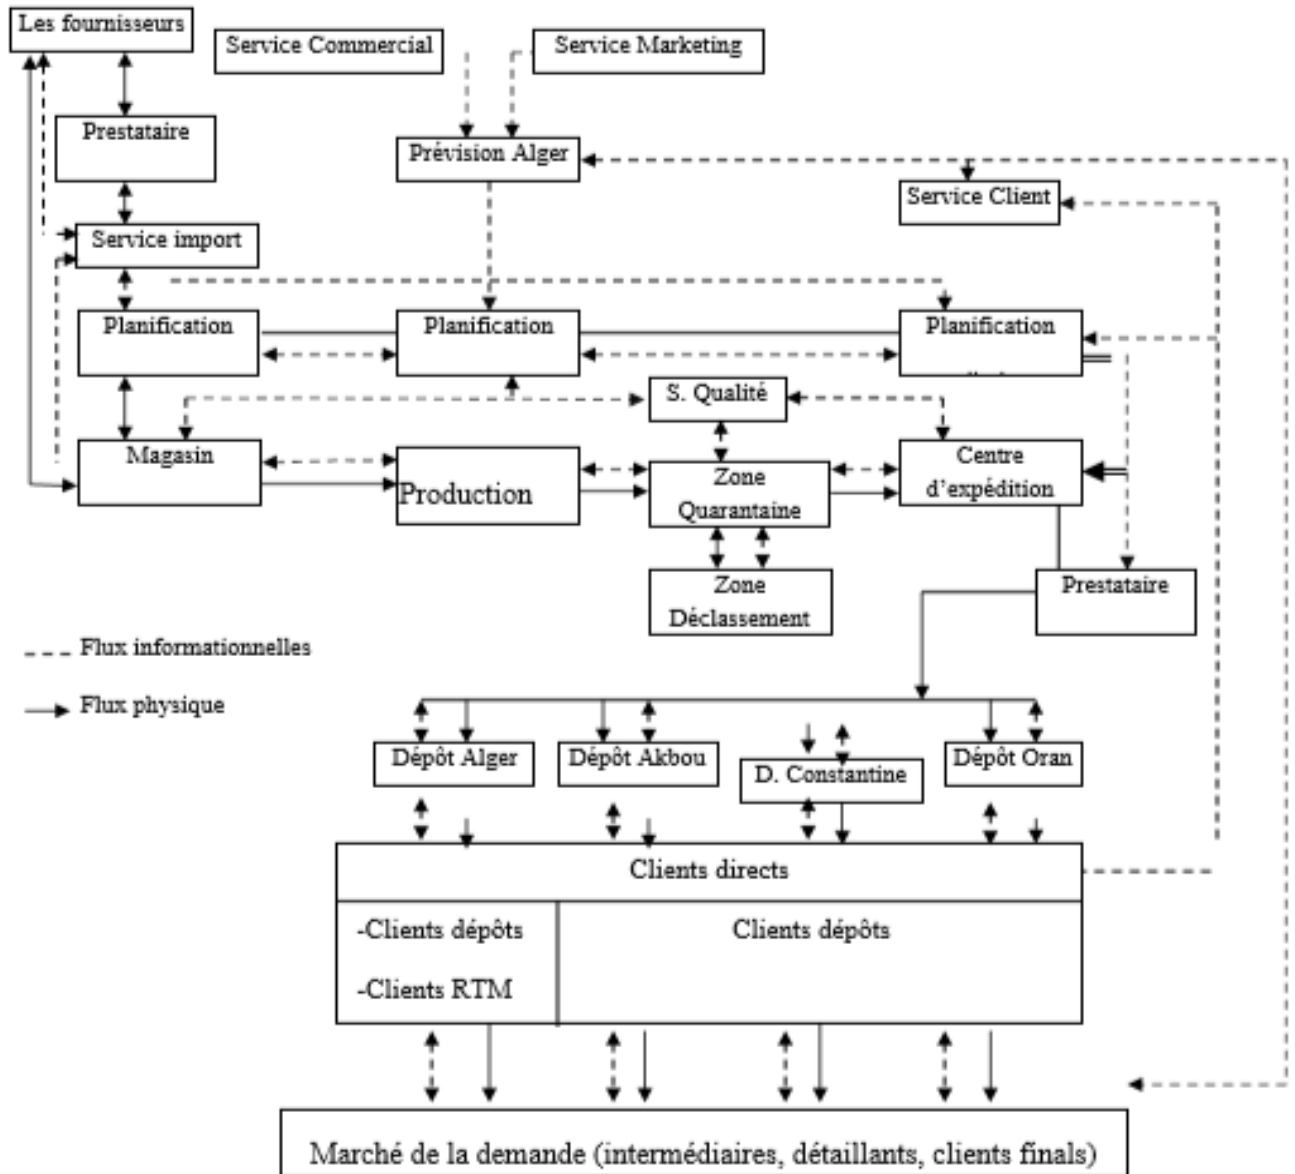 Les fournisseurs
Service Commercial
Service Marketing
Prestataire
Prévision Alger
Service Client
Service import
Planification
Planification
Planification
S. Qualité
Magasin
Production
Zone
Quarantaine
Centre
d'expédition
Zone
Déclassement
Prestataire
Flux informationnelles
Flux physique
Dépôt Alger
Dépôt Akbou
D. Constantine
Dépôt Oran
Clients directs
-Clients dépôts
-Clients RTM
Clients dépôts
Marché de la demande (intermédiaires, détaillants, clients finals)